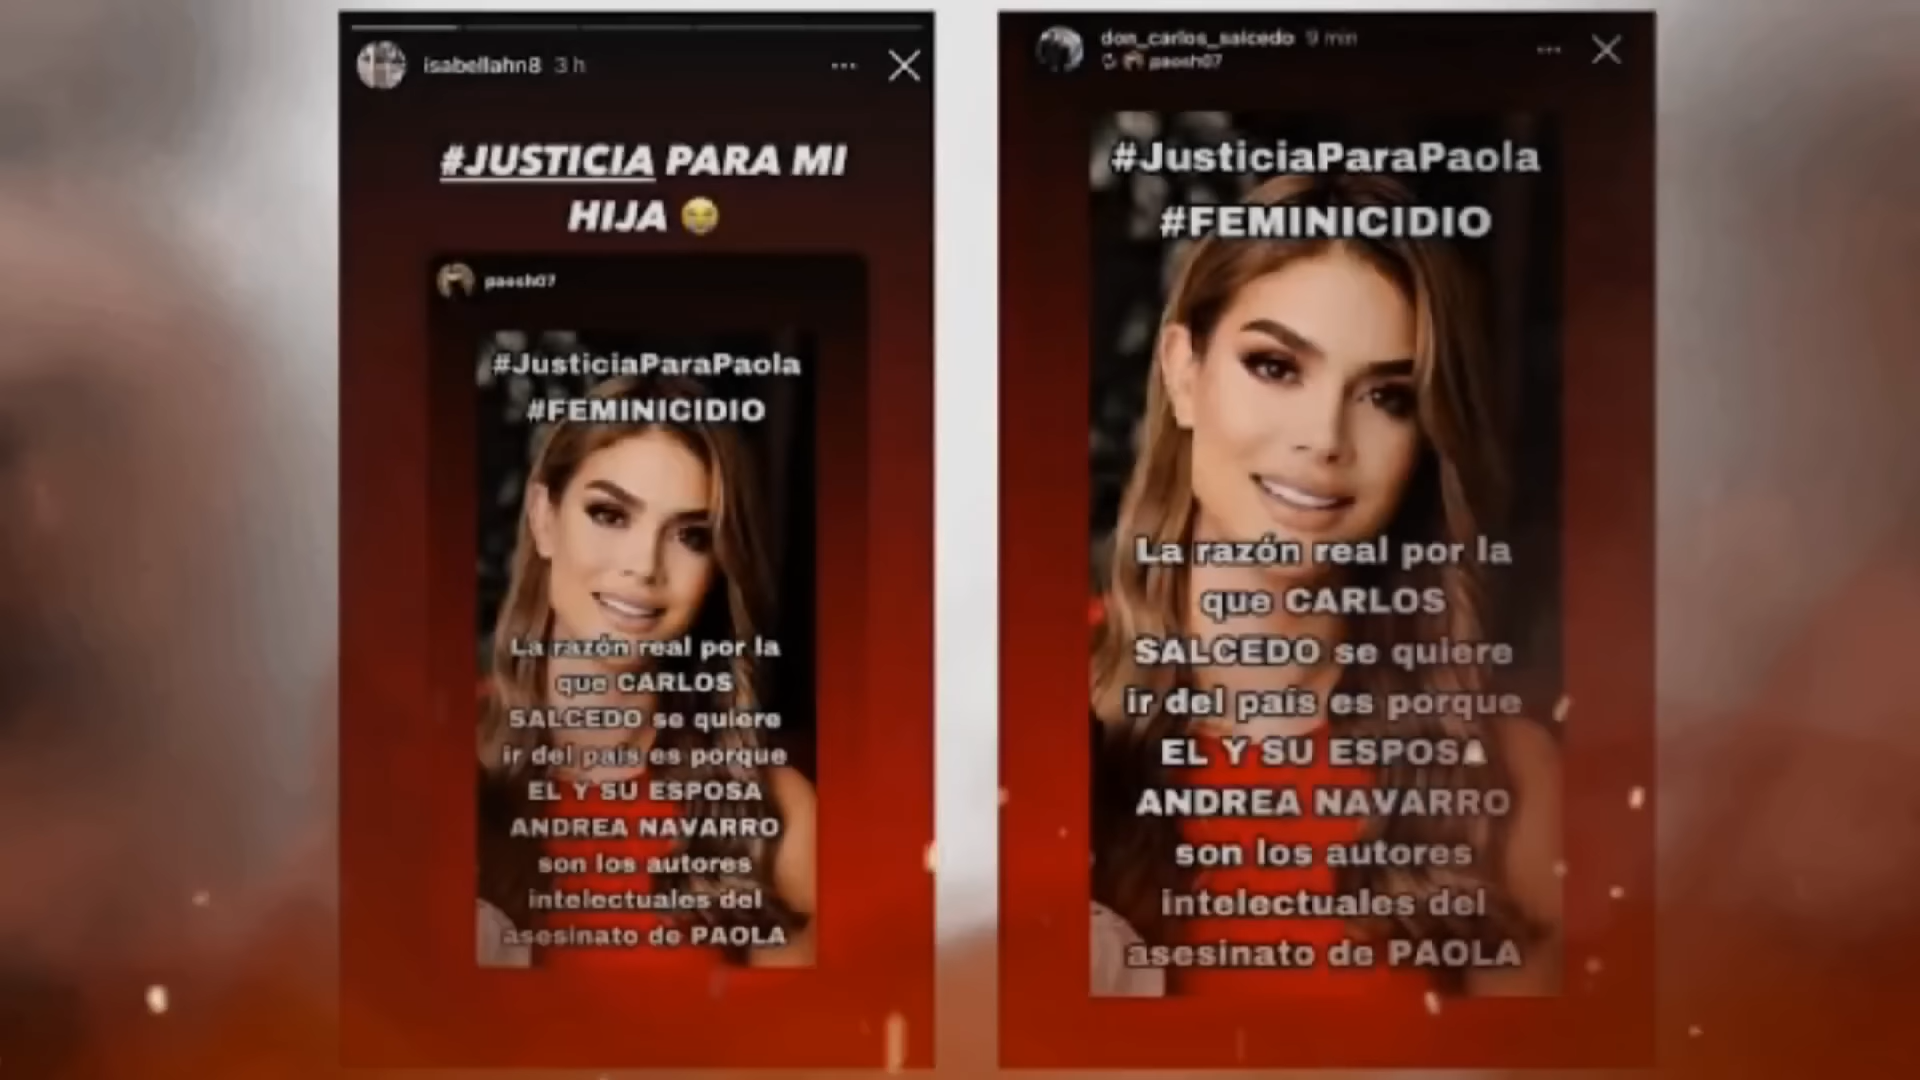 isabellahn8 3 h
#JUSTICIA PARA MI
HIJA
paosh07
#JusticiaParaPaola
#FEMINICIDIO
La razón real por la
que CARLOS
SALCEDO se quiere
ir del país es porque
EL Y SU ESPOSA
ANDREA NAVARRO
son los autores
intelectuales del
asesinato de PAOLA
don_carlos_salcedo 9 min
paosh07
#JusticiaParaPaola
#FEMINICIDIO
La razón real por la
que CARLOS
SALCEDO se quiere
ir del país es porque
EL Y SU ESPOSA
ANDREA NAVARRO
son los autores
intelectuales del
asesinato de PAOLA